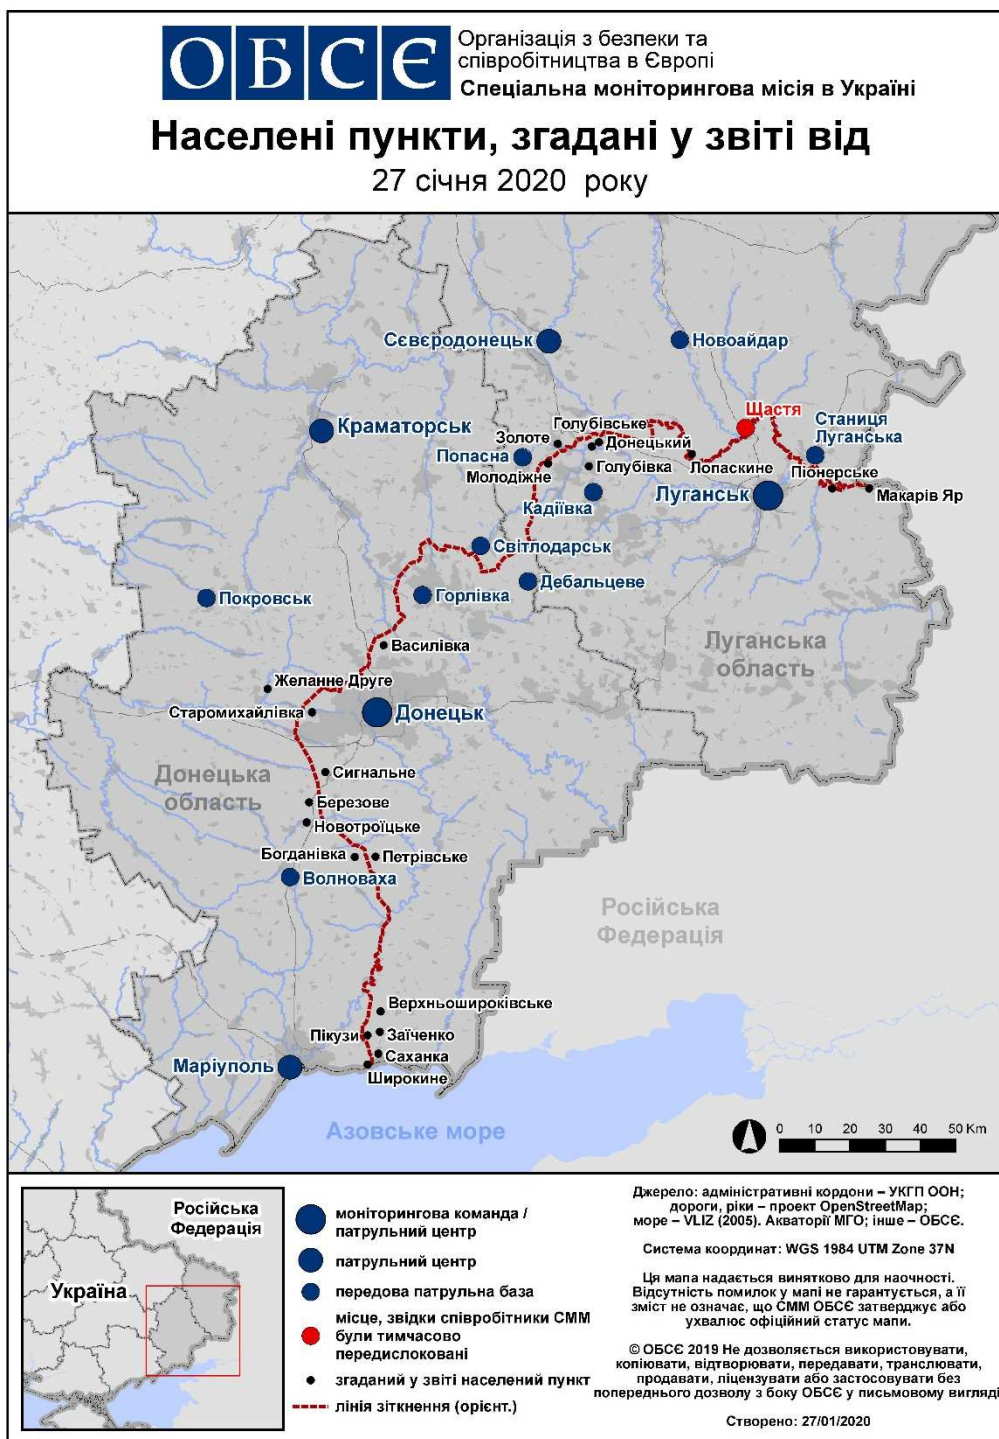 ОБСЄ
Організація з безпеки та
співробітництва в Європі
Спеціальна моніторингова місія в Україні
Населені пункти, згадані у звіті від
27 січня 2020 року
Сєвєродонецьк
Новоайдар
Щастя
Краматорськ
Голубівське
Станиця
Луганська
Золоте
Донецький
Попасна
Лопаскине
Піонерське
Молодіжне
Голубівка
Луганськ
Макарів Яр
Кадіївка
Світлодарськ
Дебальцеве
Покровськ
Горлівка
Василівка
Луганська
область
Желанне Друге
Старомихайлівка
Донецьк
Донецька
область
Сигнальне
Березове
Новотроїцьке
Богданівка
Петрівське
Волноваха
Російська
Федерація
Верхньошироківське
Пікузи
Заїченко
Саханка
Маріуполь
Широкине
Азовське море
0 10 20 30 40 50 Km
Російська
Федерація
Україна
моніторингова команда /
патрульний центр
патрульний центр
передова патрульна база
місце, звідки співробітники СММ
були тимчасово
передислоковані
згаданий у звіті населений пункт
лінія зіткнення (орієнт.)
Джерело: адміністративні кордони – УКГП ООН;
дороги, ріки – проект OpenStreetMap;
море – VLIZ (2005). Акваторії МГО; інше – ОБСЄ.
Система координат: WGS 1984 UTM Zone 37N
Ця мапа надається винятково для наочності.
Відсутність помилок у мапі не гарантується, а її
зміст не означає, що СММ ОБСЄ затверджує або
ухвалює офіційний статус мапи.
© ОБСЄ 2019 Не дозволяється використовувати,
копіювати, відтворювати, передавати, транслювати,
продавати, ліцензувати або застосовувати без
попереднього дозволу з боку ОБСЄ у письмовому вигляді
Створено: 27/01/2020